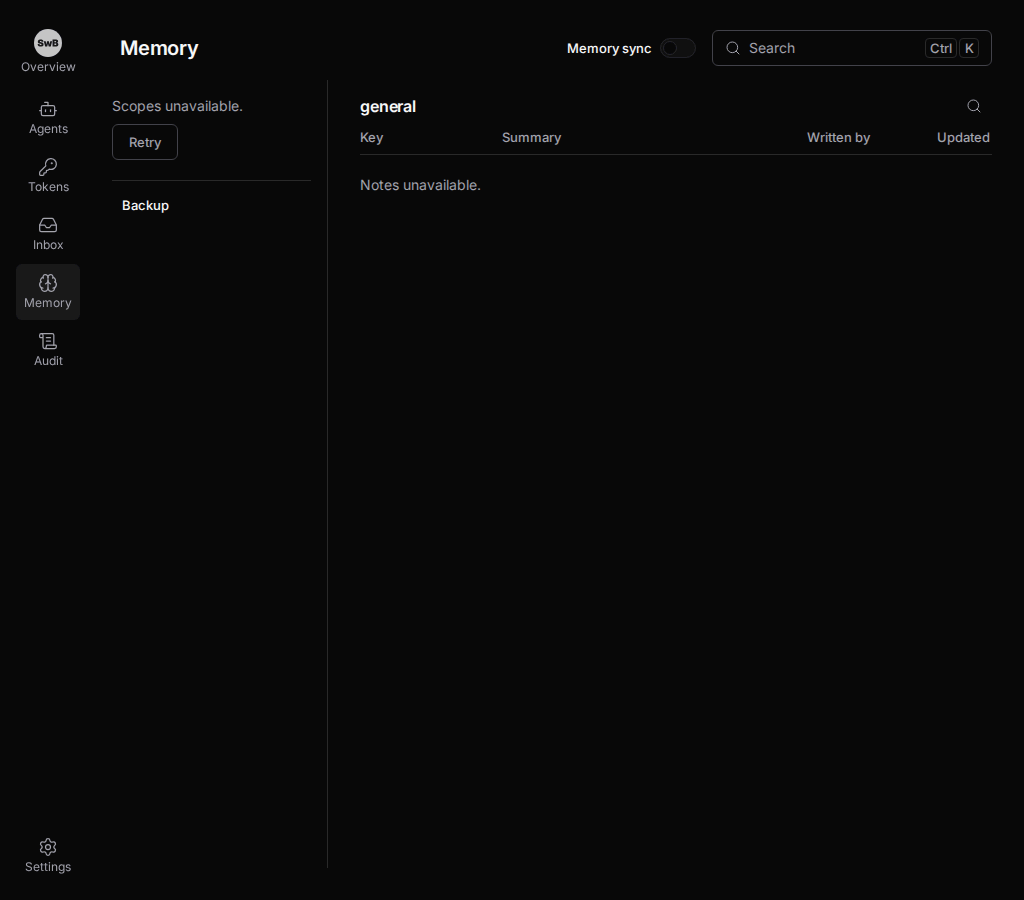 SwB
Overview
Agents
Tokens
Inbox
Memory
Audit
Settings
Memory
Memory sync
Search
Ctrl K
Scopes unavailable.
Retry
Backup
general
Key Summary Written by Updated
Notes unavailable.